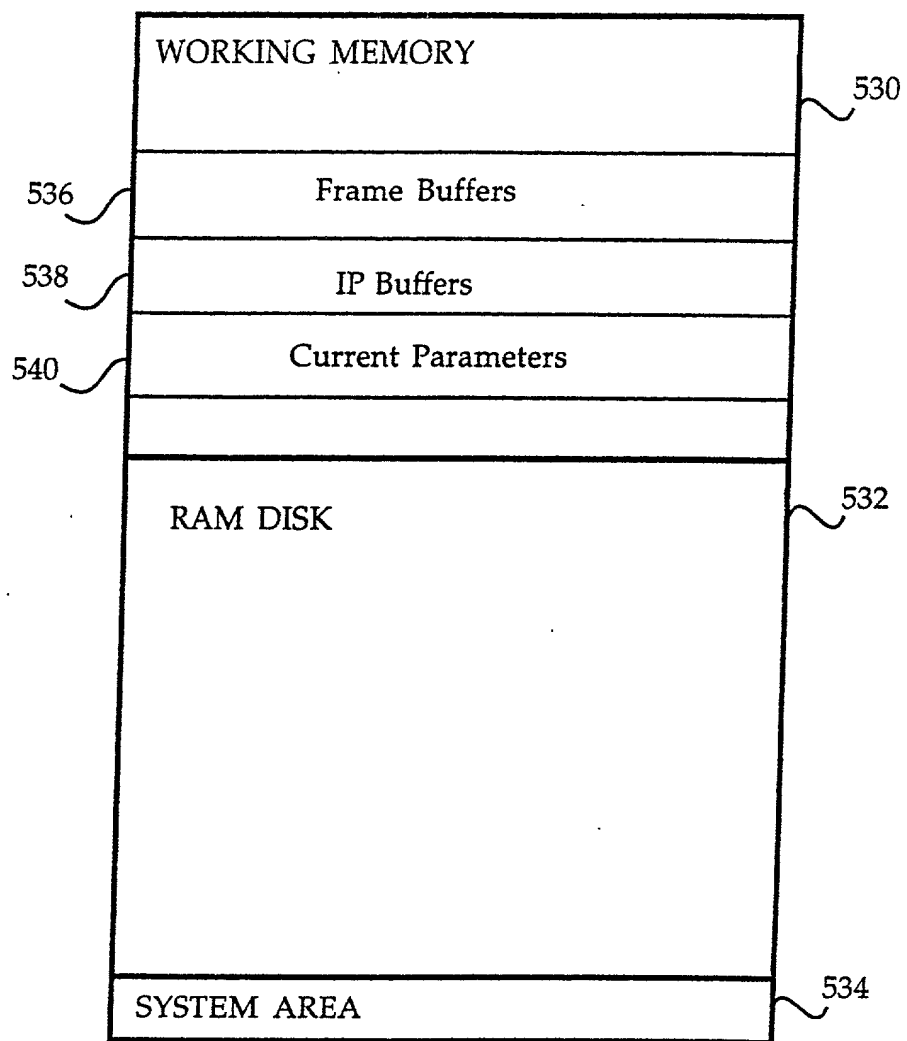 WORKING MEMORY
530
536
Frame Buffers
538
IP Buffers
540
Current Parameters
532
RAM DISK
534
SYSTEM AREA